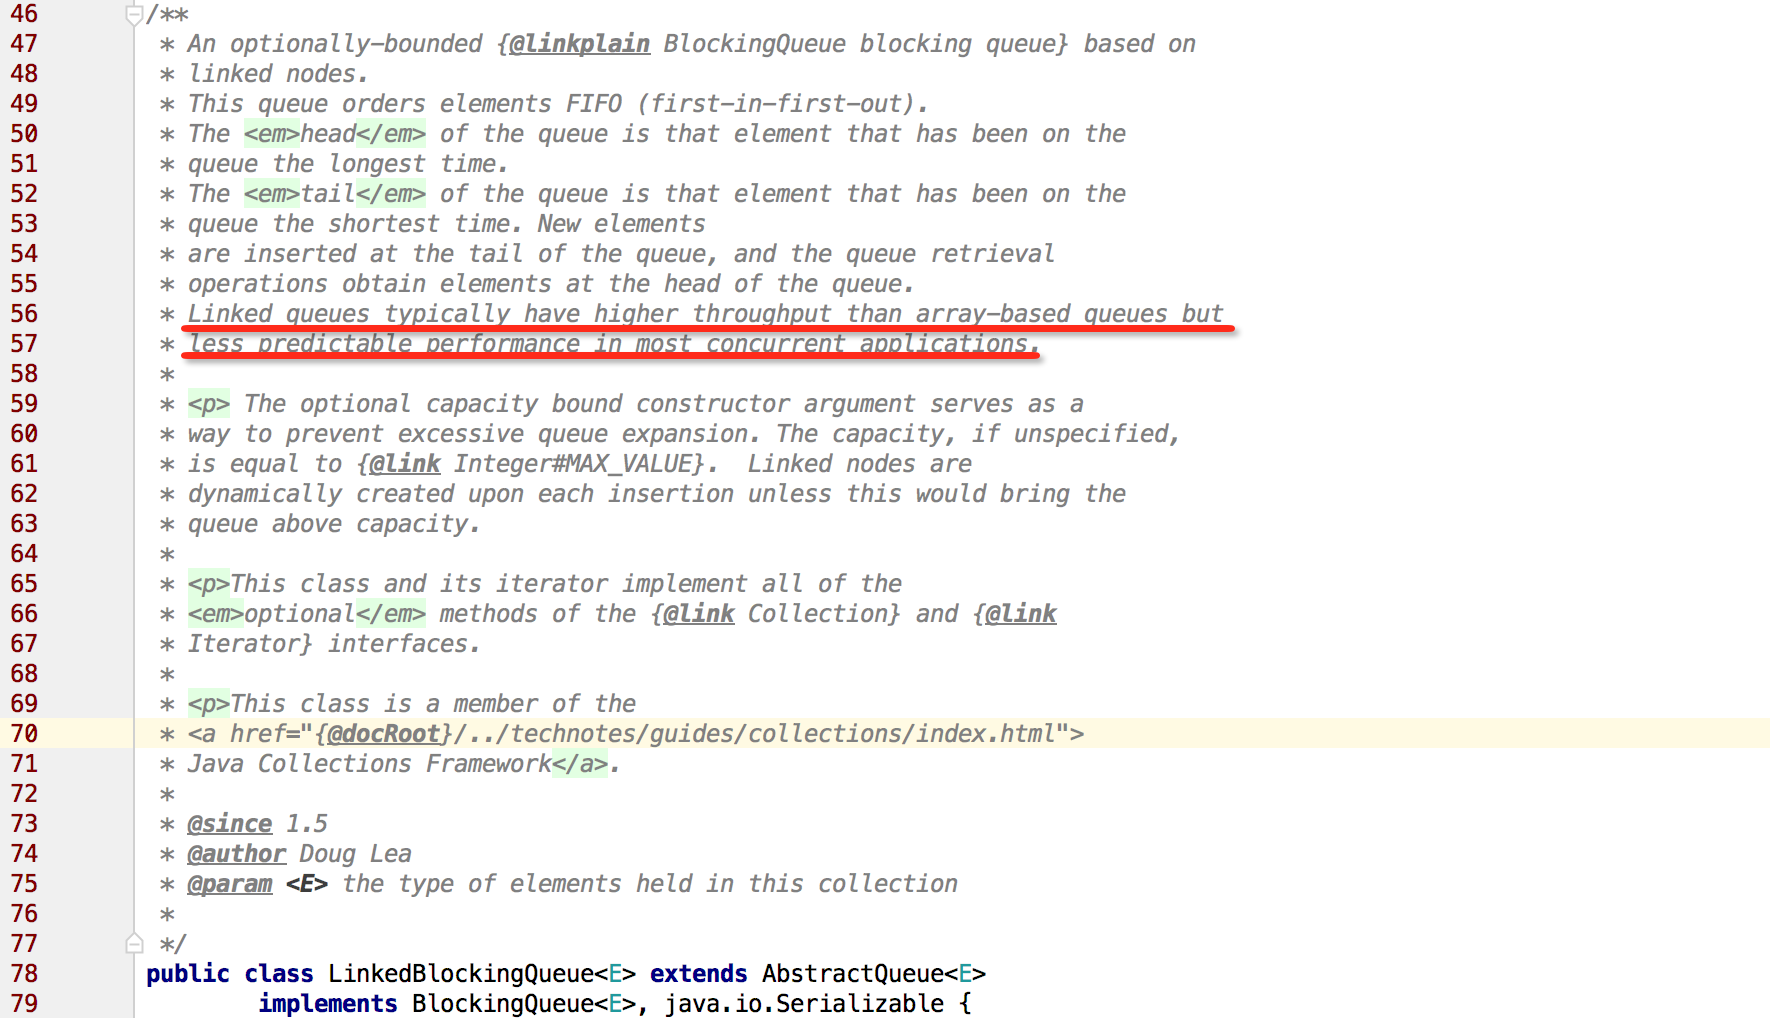 46 /**
47 * An optionally-bounded {@linkplain BlockingQueue blocking queue} based on
48 * linked nodes.
49 * This queue orders elements FIFO (first-in-first-out).
50 * The <em>head</em> of the queue is that element that has been on the
51 * queue the longest time.
52 * The <em>tail</em> of the queue is that element that has been on the
53 * queue the shortest time. New elements
54 * are inserted at the tail of the queue, and the queue retrieval
55 * operations obtain elements at the head of the queue.
56 * Linked queues typically have higher throughput than array-based queues but
57 * less predictable performance in most concurrent applications.
58 *
59 * <p> The optional capacity bound constructor argument serves as a
60 * way to prevent excessive queue expansion. The capacity, if unspecified,
61 * is equal to {@link Integer#MAX_VALUE}.  Linked nodes are
62 * dynamically created upon each insertion unless this would bring the
63 * queue above capacity.
64 *
65 * <p>This class and its iterator implement all of the
66 * <em>optional</em> methods of the {@link Collection} and {@link
67 * Iterator} interfaces.
68 *
69 * <p>This class is a member of the
70 * <a href="{@docRoot}/../technotes/guides/collections/index.html">
71 * Java Collections Framework</a>.
72 *
73 * @since 1.5
74 * @author Doug Lea
75 * @param <E> the type of elements held in this collection
76 *
77 */
78 public class LinkedBlockingQueue<E> extends AbstractQueue<E>
79 implements BlockingQueue<E>, java.io.Serializable {